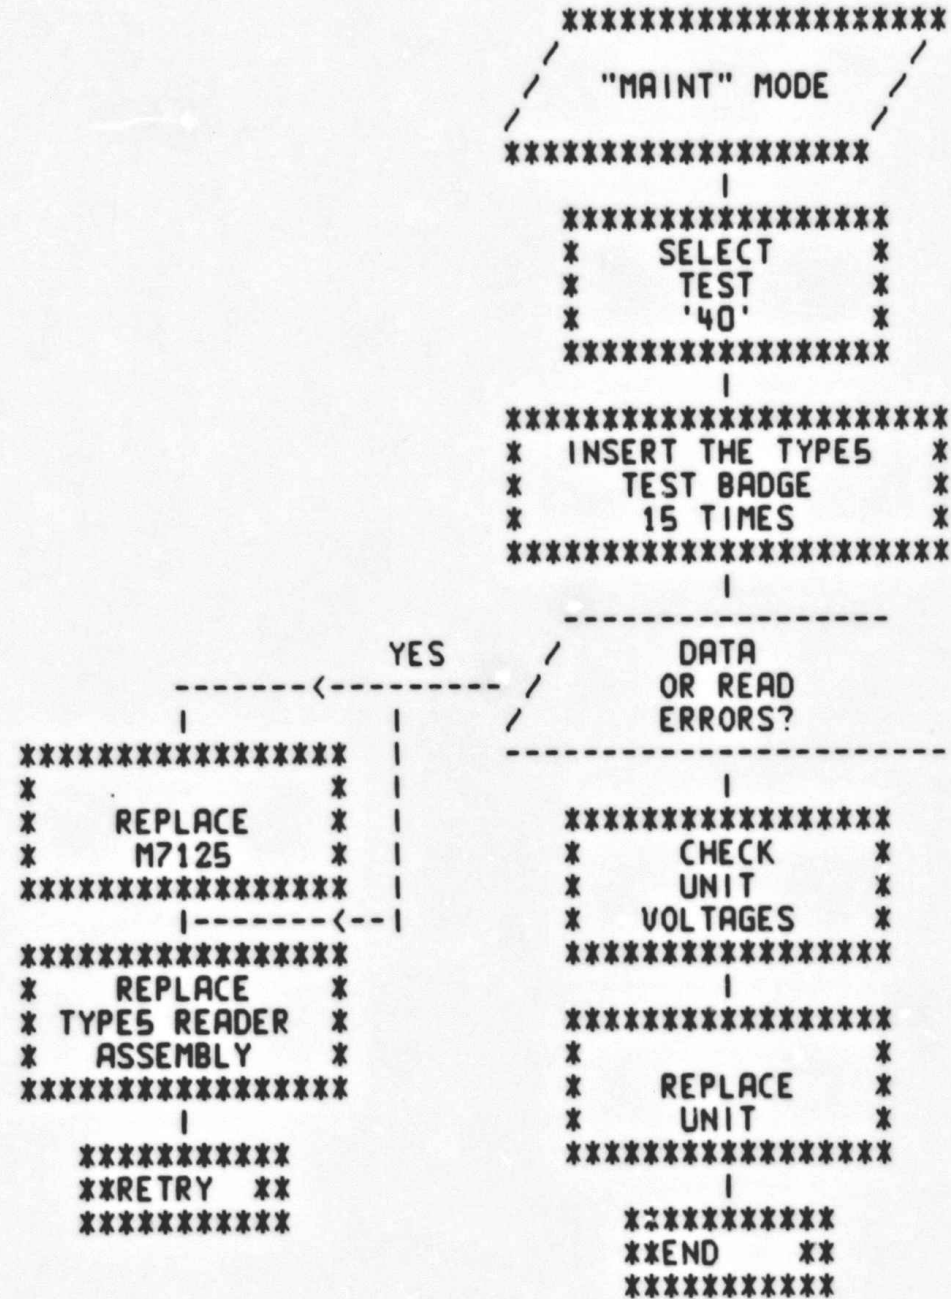 "MAINT" MODE
SELECT
TEST
'40'
INSERT THE TYPE5
TEST BADGE
15 TIMES
DATA
OR READ
ERRORS?
YES
REPLACE
M7125
REPLACE
TYPE5 READER
ASSEMBLY
**RETRY **
CHECK
UNIT
VOLTAGES
REPLACE
UNIT
**END **